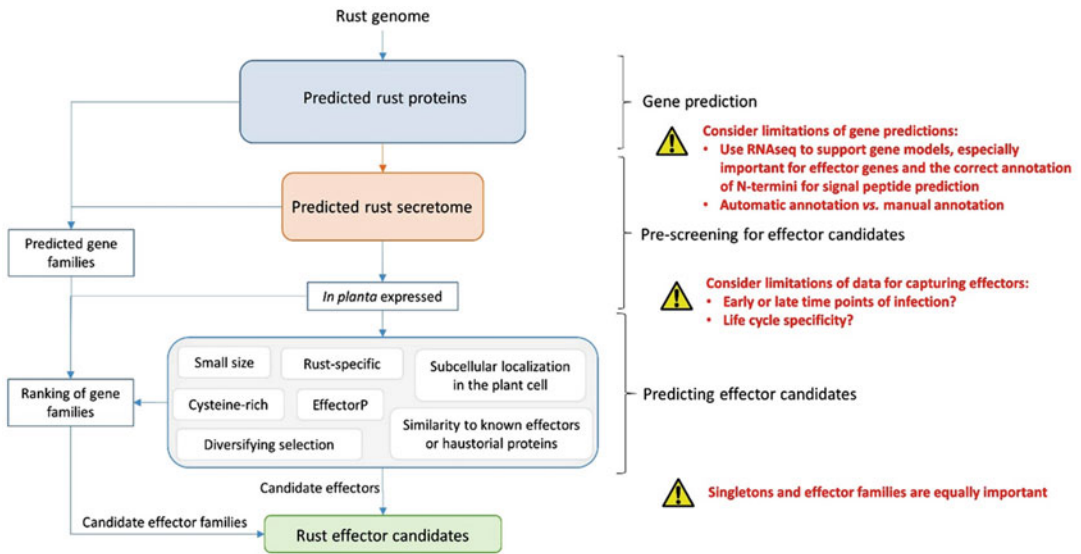 Rust genome
Predicted rust proteins
Gene prediction
Consider limitations of gene predictions:
• Use RNAseq to support gene models, especially
important for effector genes and the correct annotation
of N-termini for signal peptide prediction
• Automatic annotation vs. manual annotation
Predicted rust secretome
Predicted gene
families
Pre-screening for effector candidates
In planta expressed
Consider limitations of data for capturing effectors:
• Early or late time points of infection?
• Life cycle specificity?
Small size
Rust-specific
Subcellular localization
in the plant cell
Ranking of gene
families
Cysteine-rich
EffectorP
Similarity to known effectors
or haustorial proteins
Diversifying selection
Predicting effector candidates
Candidate effectors
Singletons and effector families are equally important
Candidate effector families
Rust effector candidates